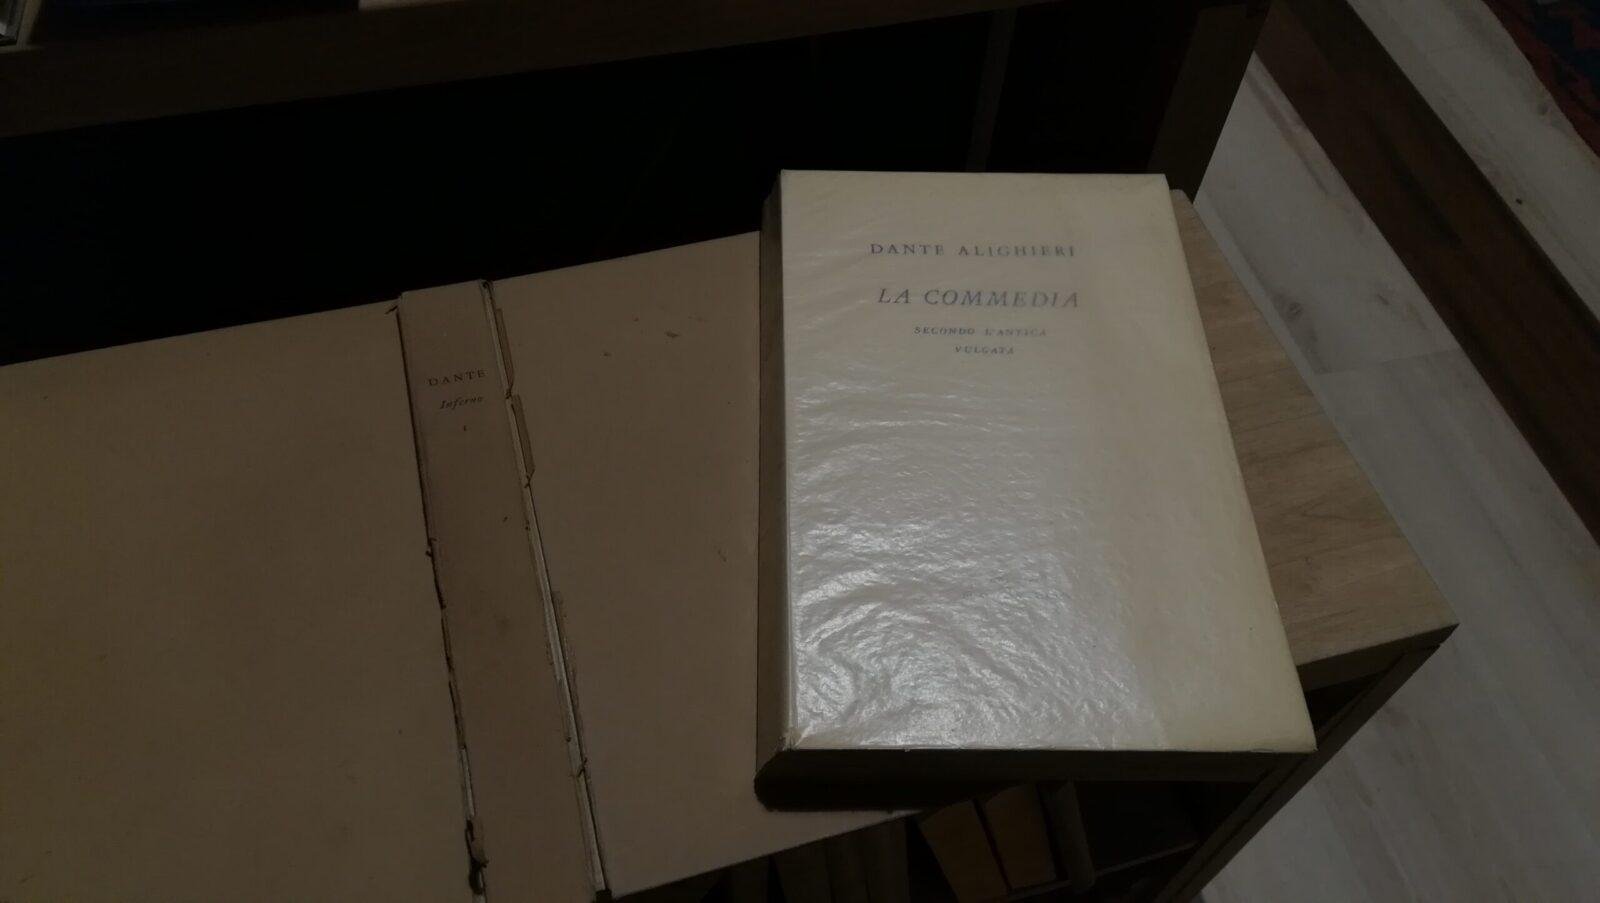 DANTE
Inferno
DANTE ALIGHIERI
LA COMMEDIA
SECONDO L'ANTICA
VULGATA